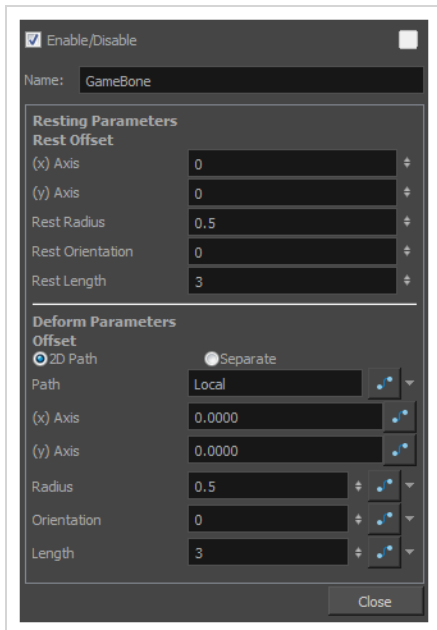 Enable/Disable
Name: GameBone
Resting Parameters
Rest Offset
(x) Axis 0
(y) Axis 0
Rest Radius 0.5
Rest Orientation 0
Rest Length 3
Deform Parameters
Offset
2D Path Separate
Path Local
(x) Axis 0.0000
(y) Axis 0.0000
Radius 0.5
Orientation 0
Length 3
Close